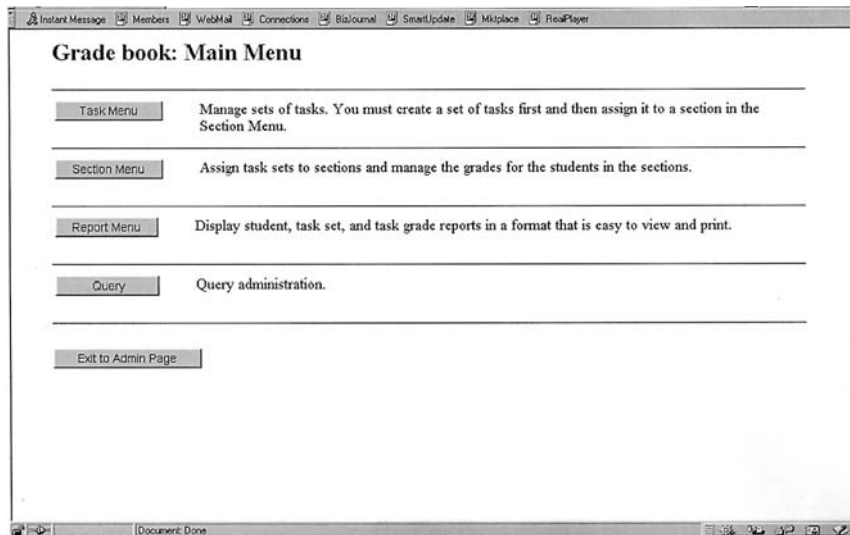 Instant Message Members WebMail Connections BizJournal SmartUpdate Mktplace RealPlayer
Grade book: Main Menu
Task Menu Manage sets of tasks. You must create a set of tasks first and then assign it to a section in the
Section Menu.
Section Menu Assign task sets to sections and manage the grades for the students in the sections.
Report Menu Display student, task set, and task grade reports in a format that is easy to view and print.
Query Query administration.
Exit to Admin Page
Document: Done